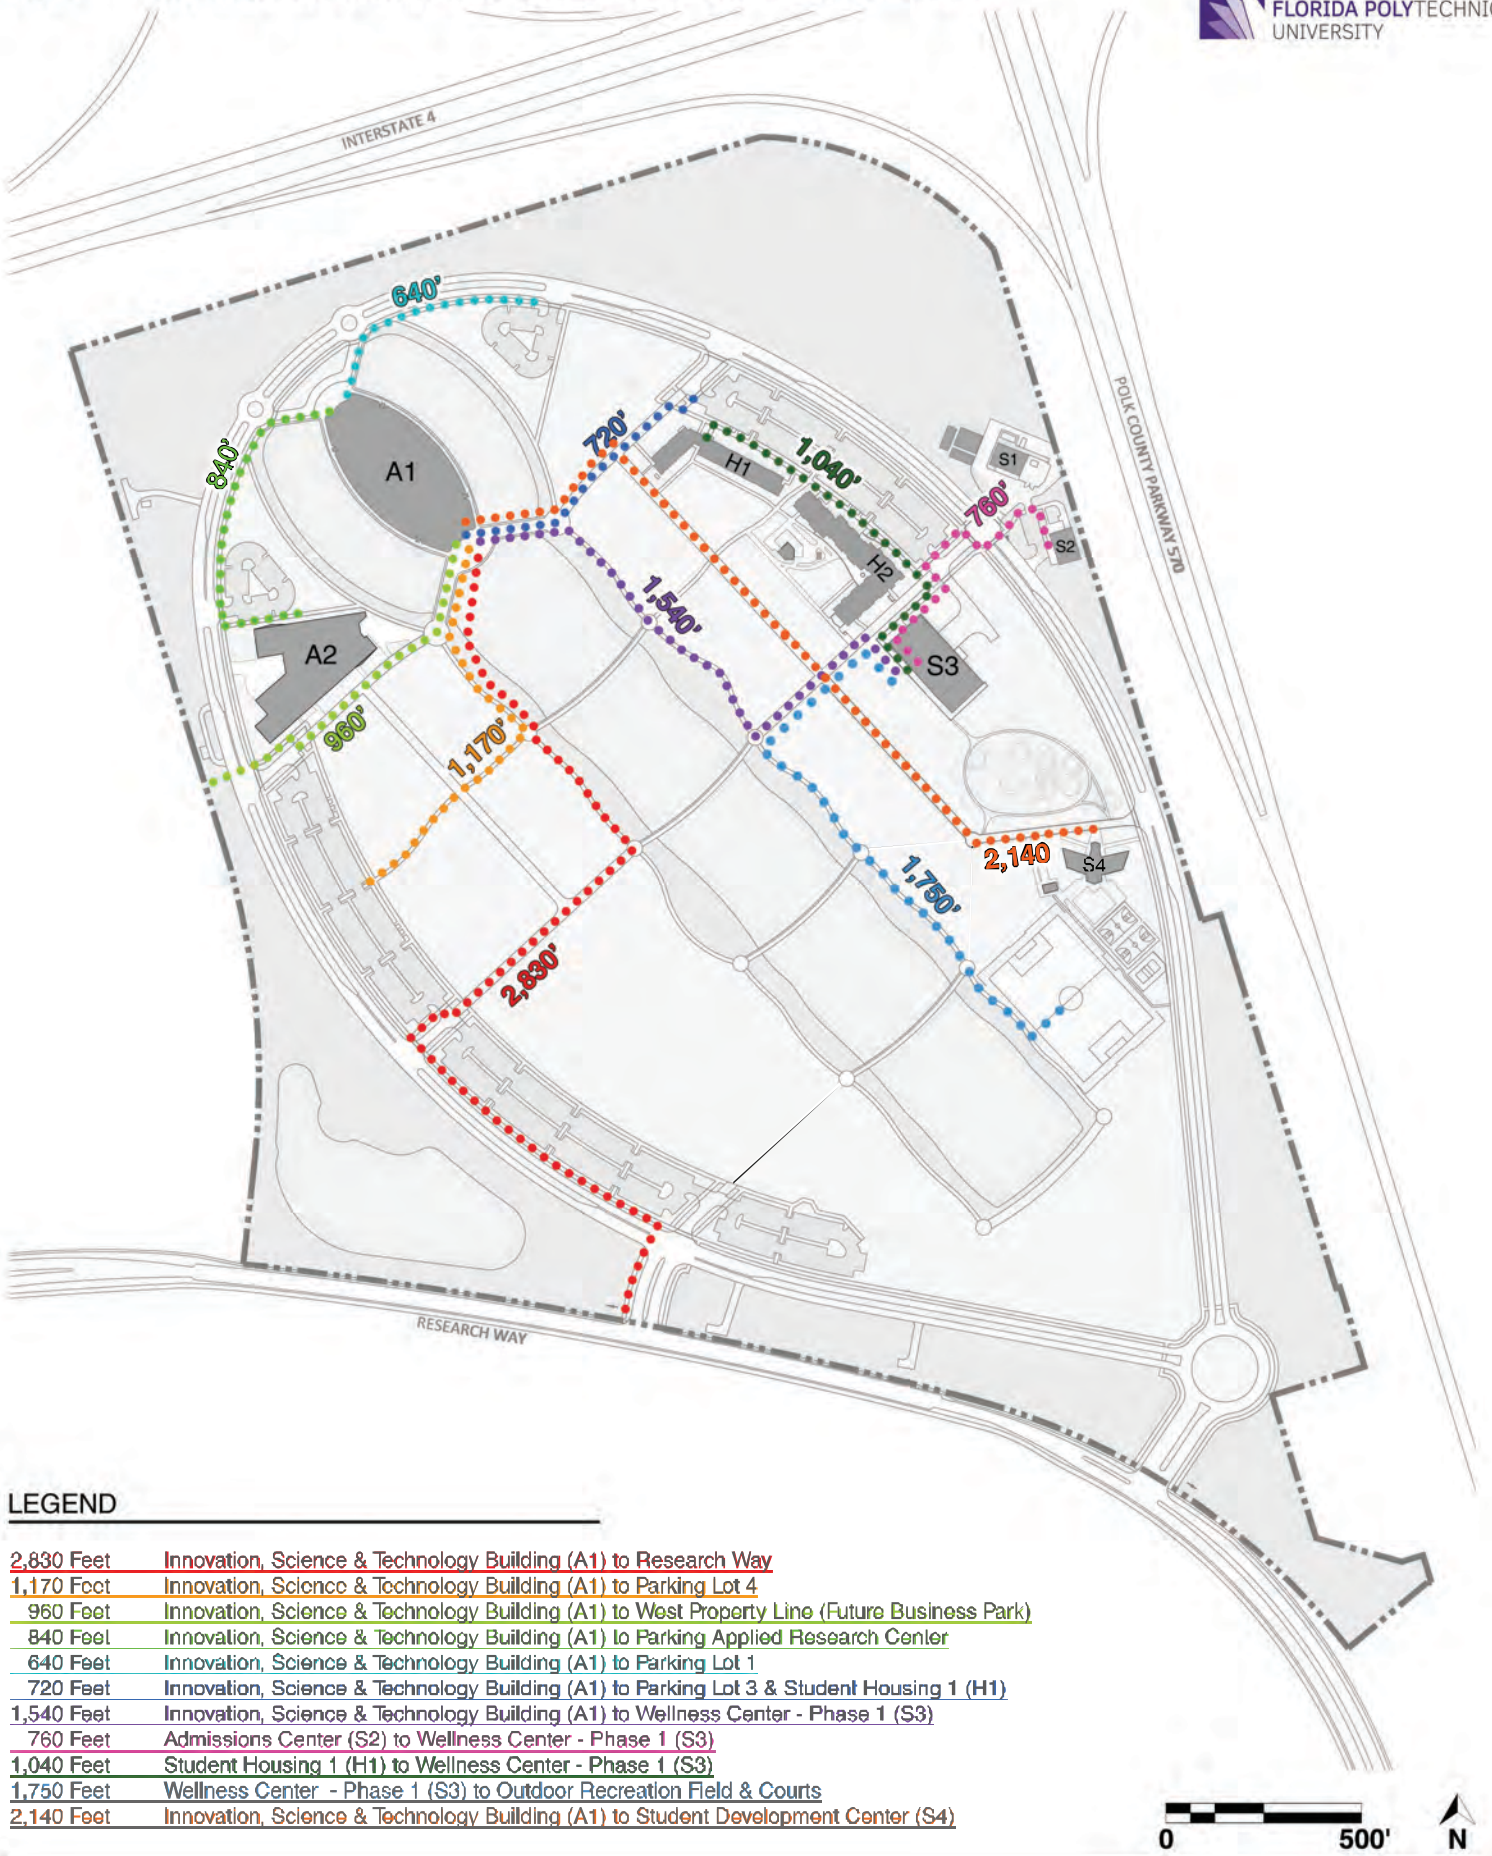 FLORIDA POLYTECHNIC
UNIVERSITY
INTERSTATE 4
640'
POLK COUNTY PARKWAY 570
720'
840'
A1
H1
1,040'
S1
760'
S2
H2
1,540'
A2
S3
960'
1,170'
2,140
S4
1,750'
2,830'
RESEARCH WAY
LEGEND
2,830 Feet Innovation, Science & Technology Building (A1) to Research Way
1,170 Feet Innovation, Science & Technology Building (A1) to Parking Lot 4
960 Feet Innovation, Science & Technology Building (A1) to West Property Line (Future Business Park)
840 Feet Innovation, Science & Technology Building (A1) to Parking Applied Research Center
640 Feet Innovation, Science & Technology Building (A1) to Parking Lot 1
720 Feet Innovation, Science & Technology Building (A1) to Parking Lot 3 & Student Housing 1 (H1)
1,540 Feet Innovation, Science & Technology Building (A1) to Wellness Center - Phase 1 (S3)
760 Feet Admissions Center (S2) to Wellness Center - Phase 1 (S3)
1,040 Feet Student Housing 1 (H1) to Wellness Center - Phase 1 (S3)
1,750 Feet Wellness Center - Phase 1 (S3) to Outdoor Recreation Field & Courts
2,140 Feet Innovation, Science & Technology Building (A1) to Student Development Center (S4)
0 500'
N